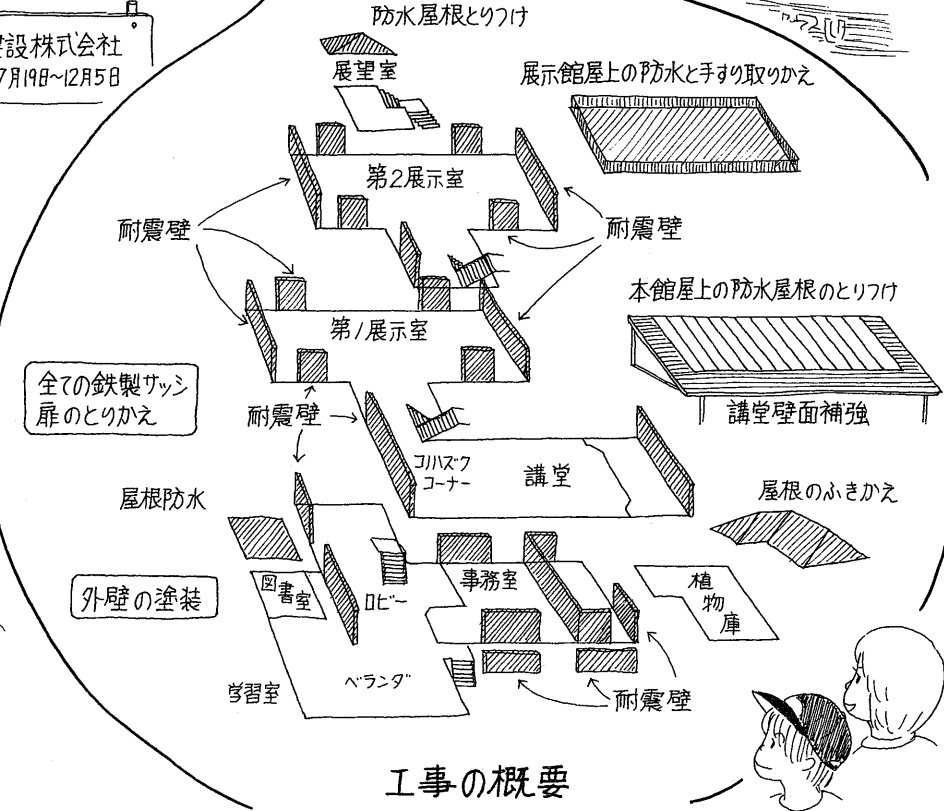 設株式会社
7月19日~12月5日
防水屋根とりつけ
展望室
展示館屋上の防水と手すり取りかえ
第2展示室
耐震壁
耐震壁
本館屋上の防水屋根のとりつけ
第1展示室
全ての鉄製サッシ
扉のとりかえ
耐震壁
講堂壁面補強
コノハズク
コーナー
講堂
屋根防水
屋根のふきかえ
図書室
ロビー
事務室
植物庫
外壁の塗装
学習室
ベランダ
耐震壁
工事の概要